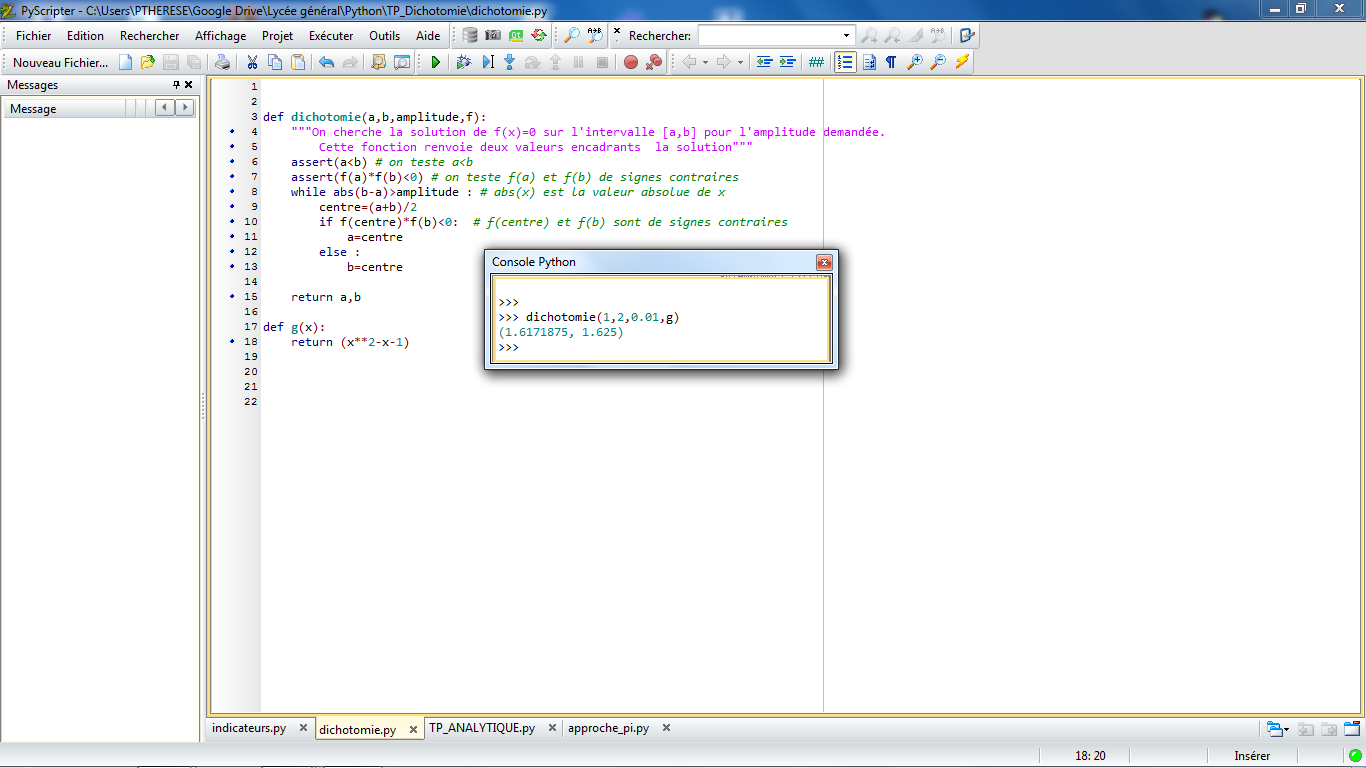 PyScripter - C:\Users\PTHERESE\Google Drive\Lycée général\Python\TP_Dichotomie\dichotomie.py
Fichier Edition Rechercher Affichage Projet Exécuter Outils Aide Rechercher:
Nouveau Fichier...
Messages
Message
1
2
3 def dichotomie(a,b,amplitude,f):
4 """On cherche la solution de f(x)=0 sur l'intervalle [a,b] pour l'amplitude demandée.
5 Cette fonction renvoie deux valeurs encadrants  la solution"""
6 assert(a<b) # on teste a<b
7 assert(f(a)*f(b)<0) # on teste f(a) et f(b) de signes contraires
8 while abs(b-a)>amplitude : # abs(x) est la valeur absolue de x
9 centre=(a+b)/2
10 if f(centre)*f(b)<0:  # f(centre) et f(b) sont de signes contraires
11 a=centre
12 else :
13 b=centre
14
15 return a,b
16
17 def g(x):
18 return (x**2-x-1)
19
20
21
22
Console Python
>>>
>>> dichotomie(1,2,0.01,g)
(1.6171875, 1.625)
>>>
indicateurs.py dichotomie.py TP_ANALYTIQUE.py approche_pi.py
18: 20 Insérer